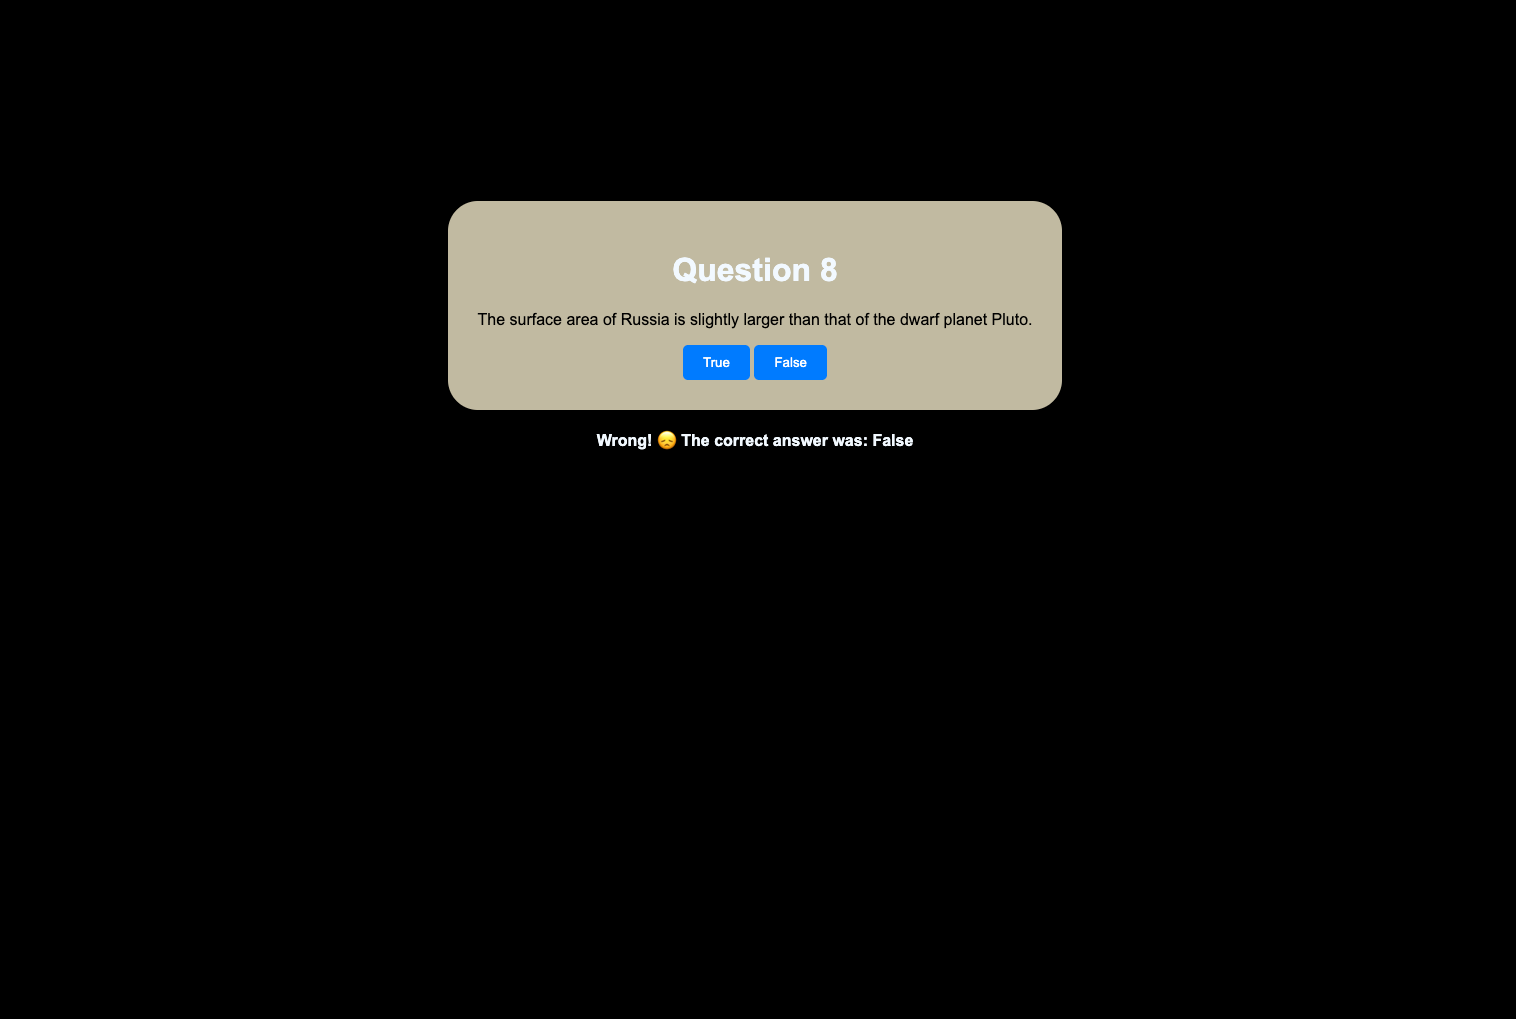 Question 8
The surface area of Russia is slightly larger than that of the dwarf planet Pluto.
True False
Wrong! 😞 The correct answer was: False